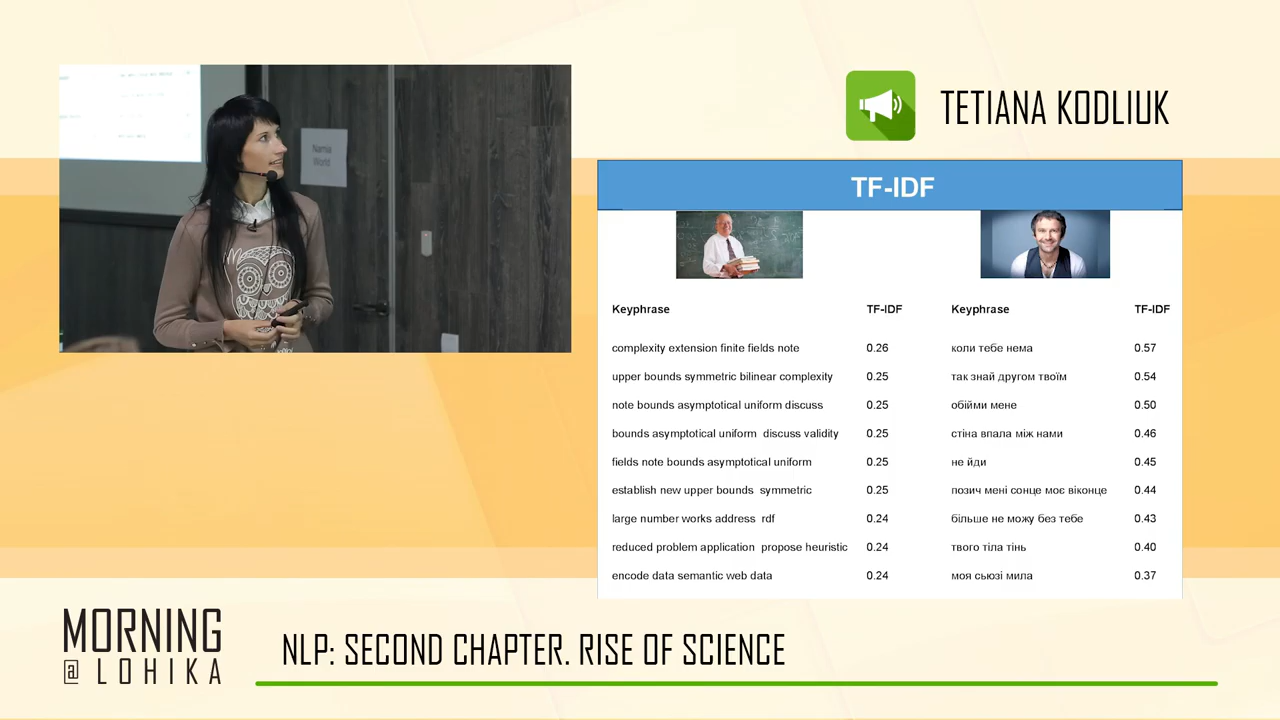 Namia
World
TETIANA KODLIUK
TF-IDF
Keyphrase TF-IDF Keyphrase TF-IDF
complexity extension finite fields note 0.26 коли тебе нема 0.57
upper bounds symmetric bilinear complexity 0.25 так знай другом твоїм 0.54
note bounds asymptotical uniform discuss 0.25 обійми мене 0.50
bounds asymptotical uniform discuss validity 0.25 стіна впала між нами 0.46
fields note bounds asymptotical uniform 0.25 не йди 0.45
establish new upper bounds symmetric 0.25 позич мені сонце моє віконце 0.44
large number works address rdf 0.24 більше не можу без тебе 0.43
reduced problem application propose heuristic 0.24 твого тіла тінь 0.40
encode data semantic web data 0.24 моя сьюзі мила 0.37
MORNING
@ LOHIKA
NLP: SECOND CHAPTER. RISE OF SCIENCE